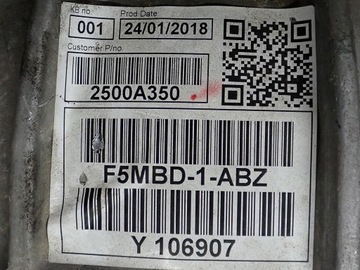 KB no. Prod Date
001 24/01/2018
Customer P/no.
2500A350
F5MBD-1-ABZ
Y 106907